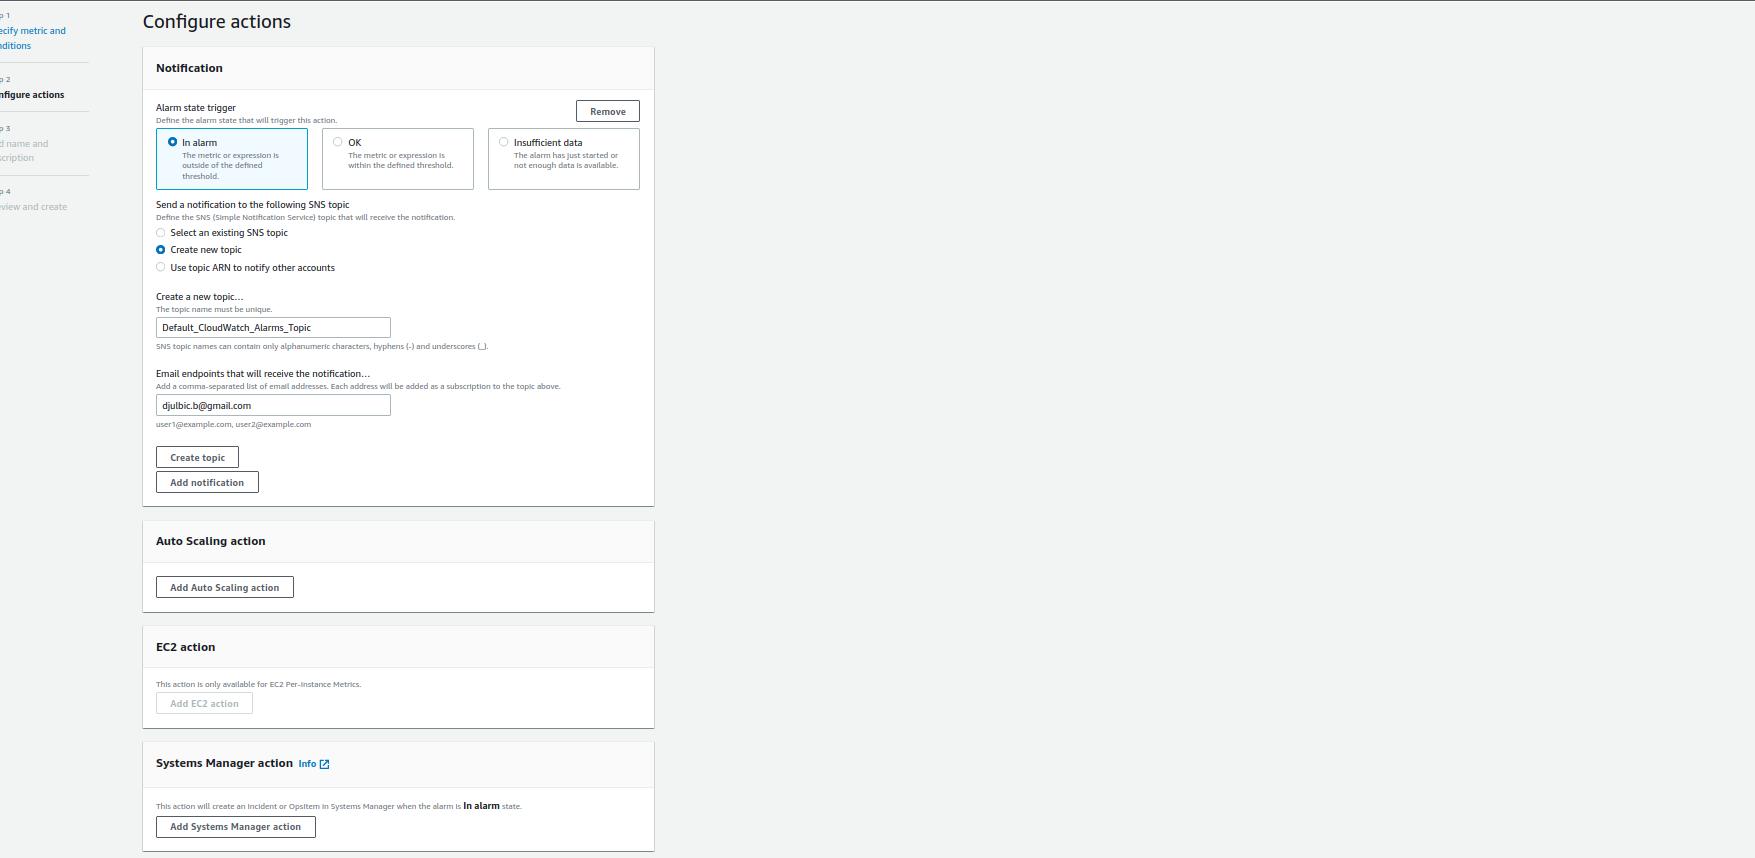 p 1
ecify metric and
nditions
p 2
nfigure actions
p 3
d name and
scription
p 4
view and create
Configure actions
Notification
Alarm state trigger
Define the alarm state that will trigger this action.
Remove
In alarm
The metric or expression is
outside of the defined
threshold.
OK
The metric or expression is
within the defined threshold.
Insufficient data
The alarm has just started or
not enough data is available.
Send a notification to the following SNS topic
Define the SNS (Simple Notification Service) topic that will receive the notification.
Select an existing SNS topic
Create new topic
Use topic ARN to notify other accounts
Create a new topic...
The topic name must be unique.
Default_CloudWatch_Alarms_Topic
SNS topic names can contain only alphanumeric characters, hyphens (-) and underscores (_).
Email endpoints that will receive the notification...
Add a comma-separated list of email addresses. Each address will be added as a subscription to the topic above.
djulbic.b@gmail.com
user1@example.com, user2@example.com
Create topic
Add notification
Auto Scaling action
Add Auto Scaling action
EC2 action
This action is only available for EC2 Per-Instance Metrics.
Add EC2 action
Systems Manager action Info
This action will create an Incident or OpsItem in Systems Manager when the alarm is In alarm state.
Add Systems Manager action